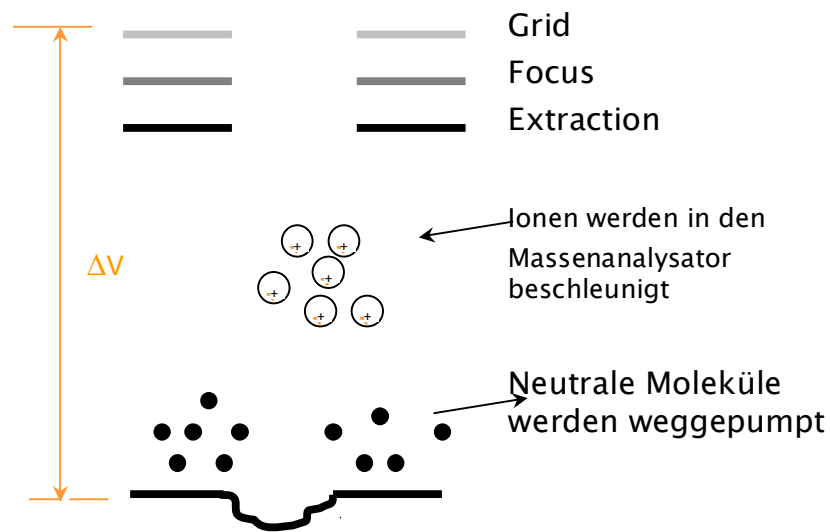 Grid
Focus
Extraction
Ionen werden in den
Massenanalysator
beschleunigt
ΔV
+
+
+
+
+
+
Neutrale Moleküle
werden weggepumpt